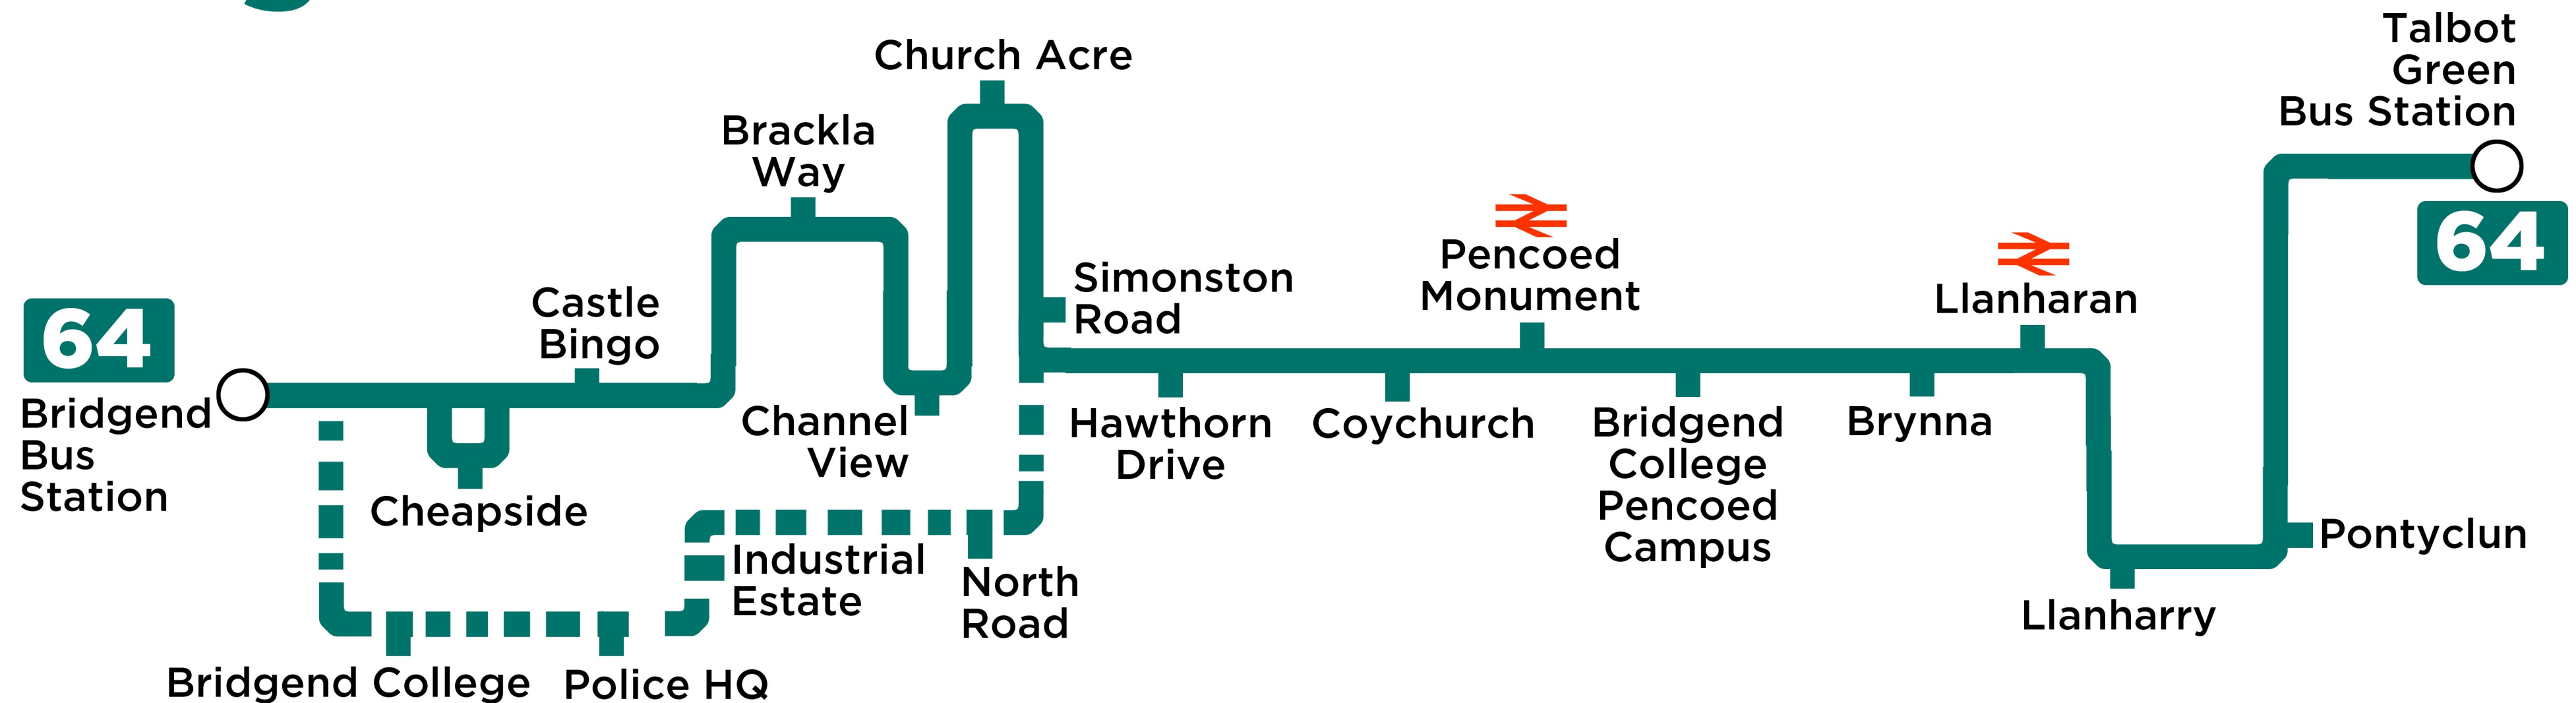 64
Bridgend
Bus
Station
Cheapside
Castle
Bingo
Brackla
Way
Channel
View
Church Acre
Simonston
Road
Bridgend College
Police HQ
Industrial
Estate
North
Road
Hawthorn
Drive
Coychurch
Pencoed
Monument
Bridgend
College
Pencoed
Campus
Brynna
Llanharan
Llanharry
Pontyclun
Talbot
Green
Bus Station
64